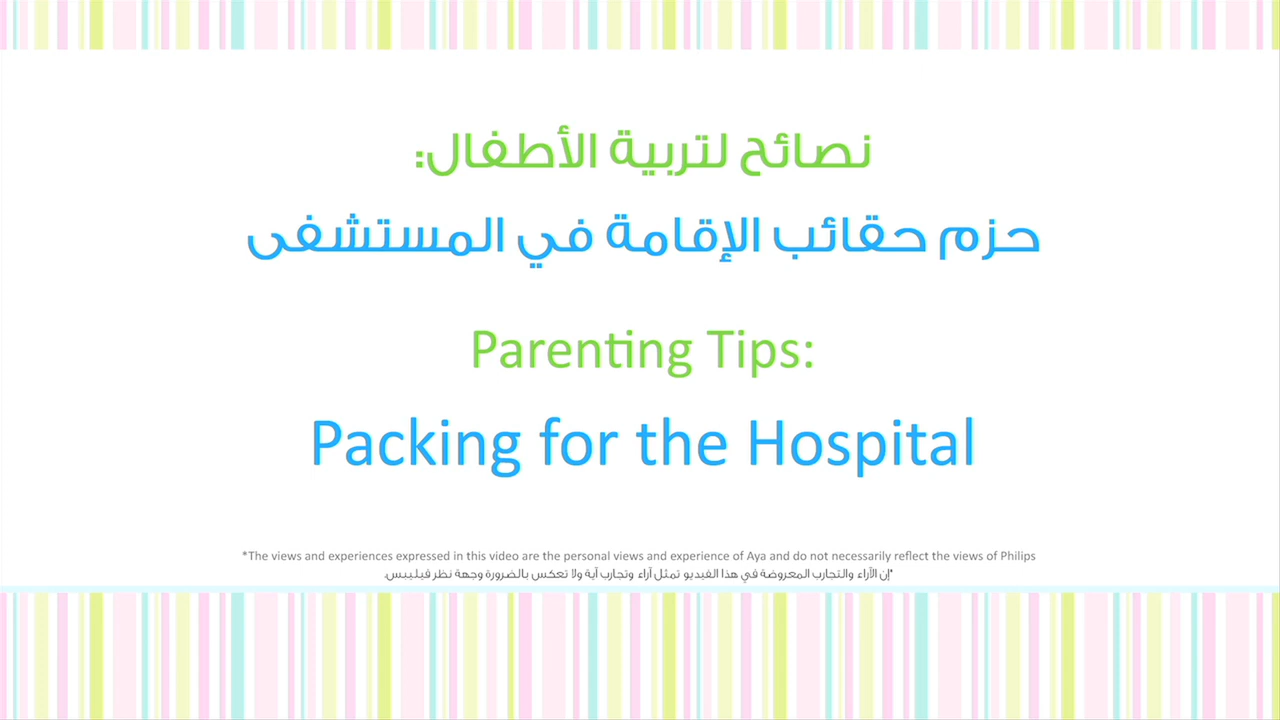 نصائح لتربية الأطفال:
حزم حقائب الإقامة في المستشفى
Parenting Tips:
Packing for the Hospital
*The views and experiences expressed in this video are the personal views and experience of Aya and do not necessarily reflect the views of Philips
*إن الآراء والتجارب المعروضة في هذا الفيديو تمثل آراء وتجارب آية ولا تعكس بالضرورة وجهة نظر فيليبس.